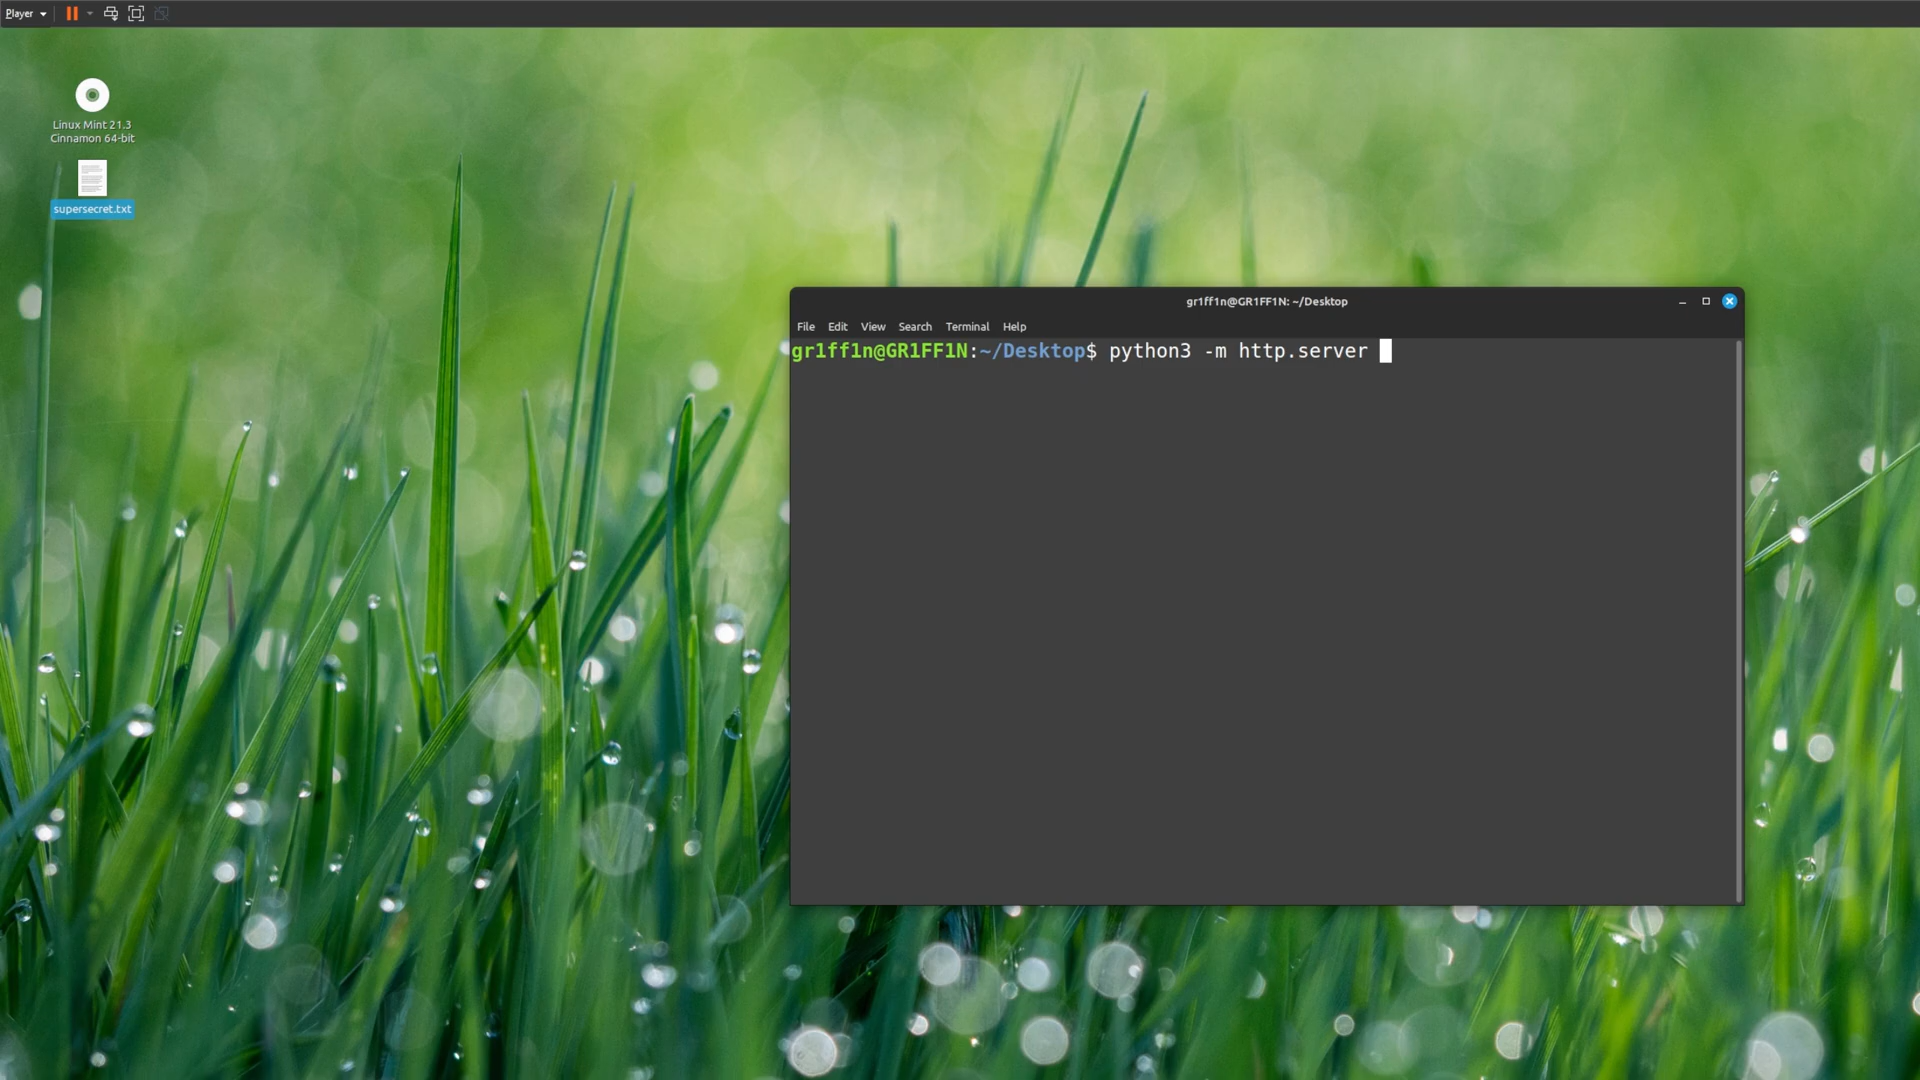 Player
Linux Mint 21.3
Cinnamon 64-bit
supersecret.txt
gr1ff1n@GR1FF1N: ~/Desktop
File Edit View Search Terminal Help
gr1ff1n@GR1FF1N:~/Desktop$ python3 -m http.server